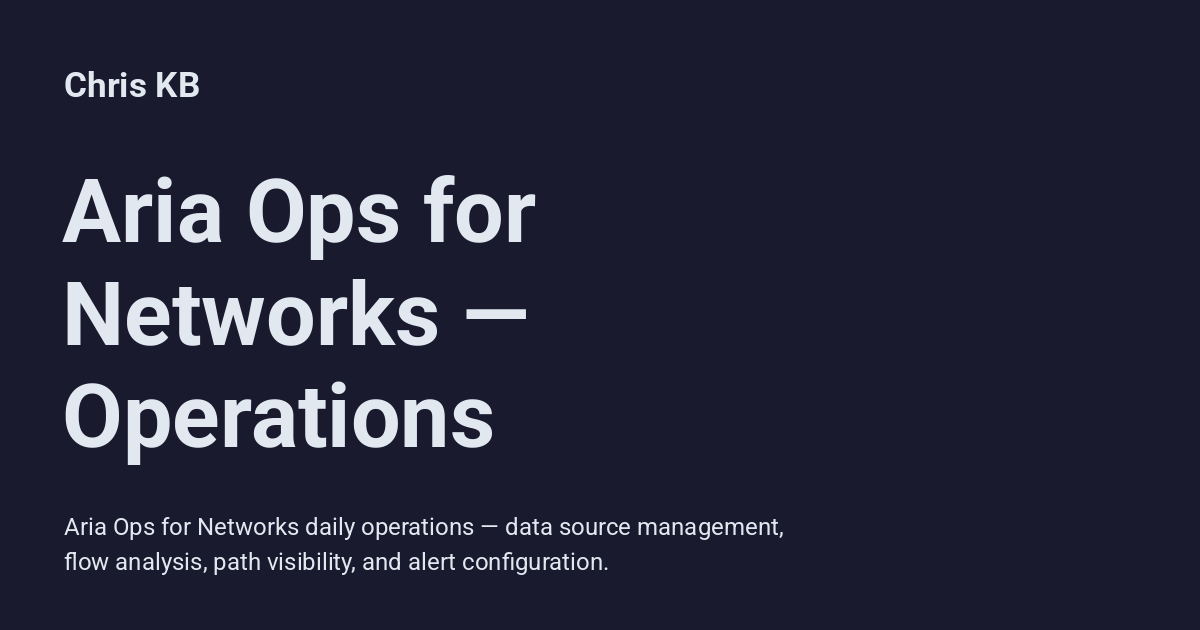 Chris KB
Aria Ops for
Networks —
Operations
Aria Ops for Networks daily operations — data source management,
flow analysis, path visibility, and alert configuration.